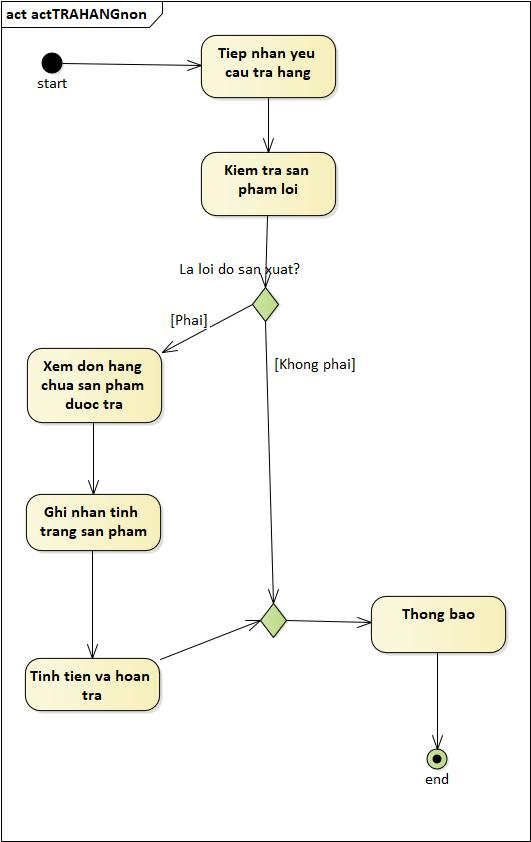 act actTRAHANGnon
start
Tiep nhan yeu
cau tra hang
Kiem tra san
pham loi
La loi do san xuat?
[Phai]
[Khong phai]
Xem don hang
chua san pham
duoc tra
Ghi nhan tinh
trang san pham
Tinh tien va hoan
tra
Thong bao
end